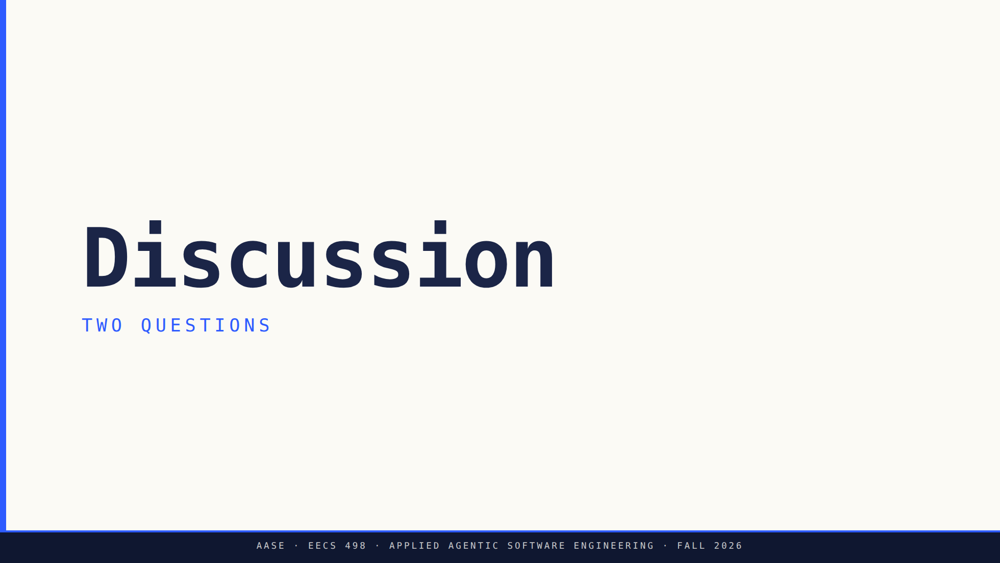 Discussion
TWO QUESTIONS
AASE · EECS 498 · APPLIED AGENTIC SOFTWARE ENGINEERING · FALL 2026